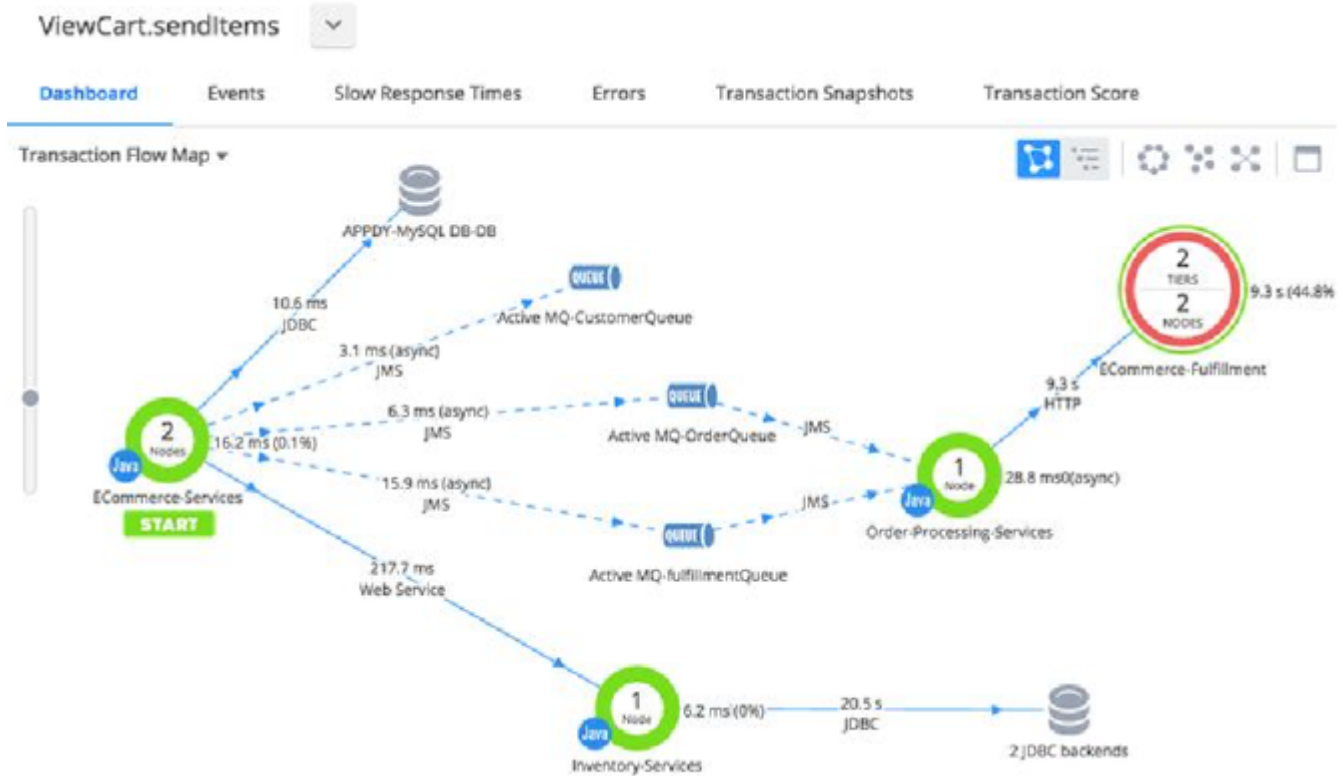 ViewCart.sendItems
Dashboard Events Slow Response Times Errors Transaction Snapshots Transaction Score
Transaction Flow Map
APPDY-MySQL DB-DB
10.6 ms
JDBC
QUEUE
Active MQ-CustomerQueue
3.1 ms (async)
JMS
2
TIERS
2
NODES
9.3 s (44.8%
ECommerce-Fulfillment
9.3 s
HTTP
QUEUE
6.3 ms (async)
JMS
Active MQ-OrderQueue
JMS
2
Nodes
Java
16.2 ms (0.1%)
ECommerce-Services
START
15.9 ms (async)
JMS
JMS
1
Node
Java
28.8 ms0(async)
Order-Processing-Services
QUEUE
Active MQ-fulfillmentQueue
217.7 ms
Web Service
1
Node
Java
6.2 ms (0%)
20.5 s
JDBC
2 JDBC backends
Inventory-Services